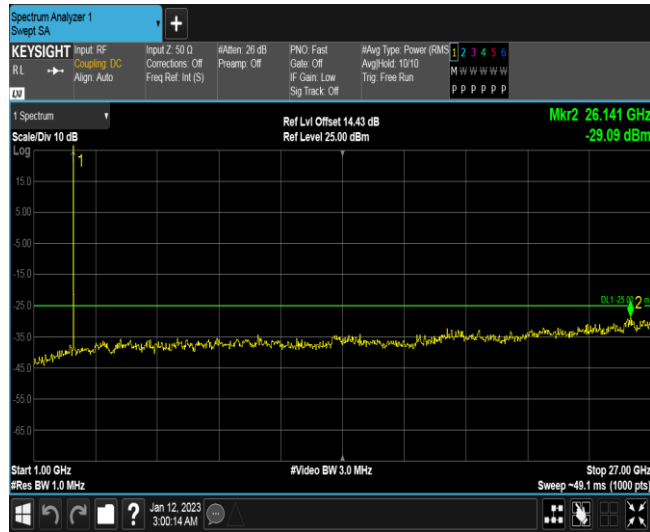 Spectrum Analyzer 1
Swept SA
+
KEYSIGHT
RL
LXI
Input: RF
Coupling: DC
Align: Auto
Input Z: 50 Ω
Corrections: Off
Freq Ref: Int (S)
#Atten: 26 dB
Preamp: Off
PNO: Fast
Gate: Off
IF Gain: Low
Sig Track: Off
#Avg Type: Power (RMS
Avg|Hold: 10/10
Trig: Free Run
1 2 3 4 5 6
M W W W W W
P P P P P P
1 Spectrum
Scale/Div 10 dB
Log
Ref Lvl Offset 14.43 dB
Ref Level 25.00 dBm
Mkr2 26.141 GHz
-29.09 dBm
1
15.0
5.00
-5.00
-15.0
-25.0
DL1 -25.00
2
-35.0
-45.0
-55.0
-65.0
Start 1.00 GHz
#Res BW 1.0 MHz
#Video BW 3.0 MHz
Stop 27.00 GHz
Sweep ~49.1 ms (1000 pts)
?
Jan 12, 2023
3:00:14 AM